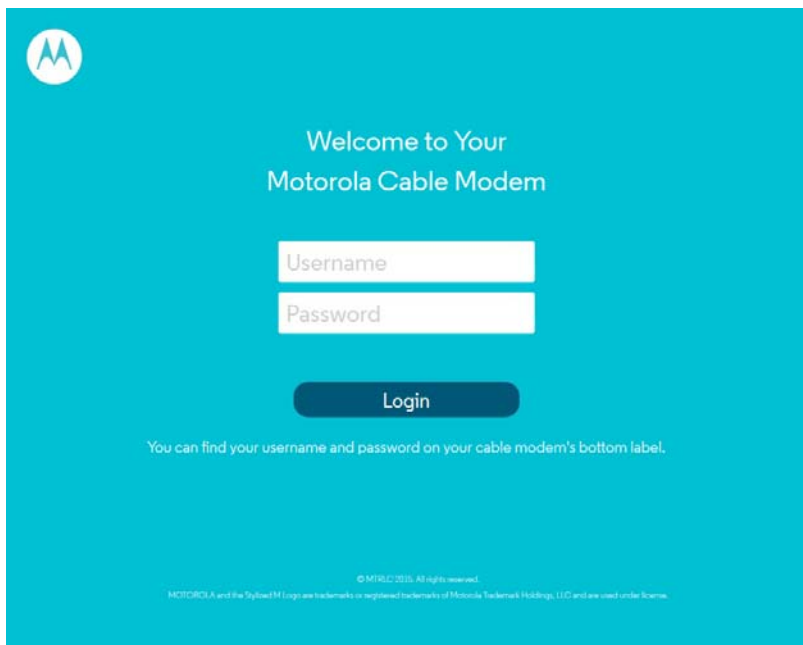 Welcome to Your
Motorola Cable Modem
Username
Password
Login
You can find your username and password on your cable modem's bottom label.
© MTRLC 2015. All rights reserved.
MOTOROLA and the Stylized M Logo are trademarks or registered trademarks of Motorola Trademark Holdings, LLC and are used under license.